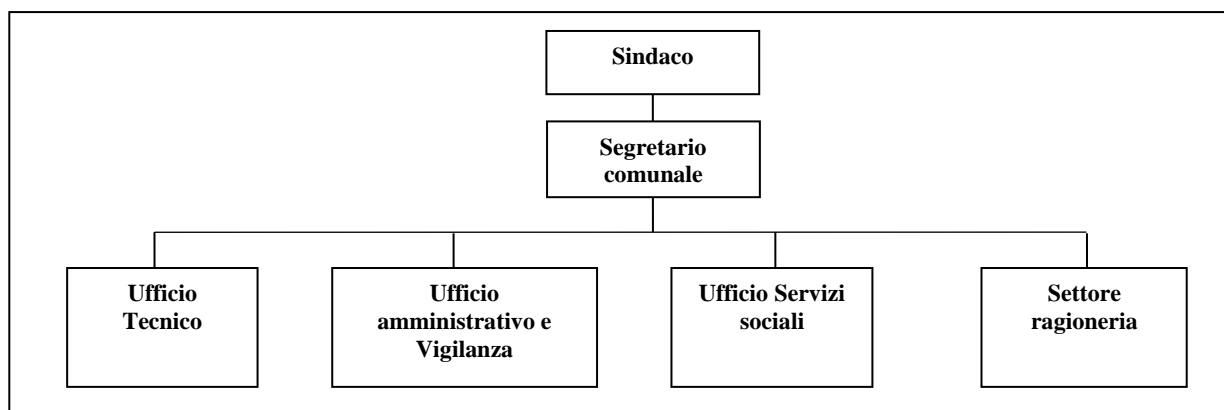 Sindaco
Segretario
comunale
Ufficio
Tecnico
Ufficio
amministrativo e
Vigilanza
Ufficio Servizi
sociali
Settore
ragioneria